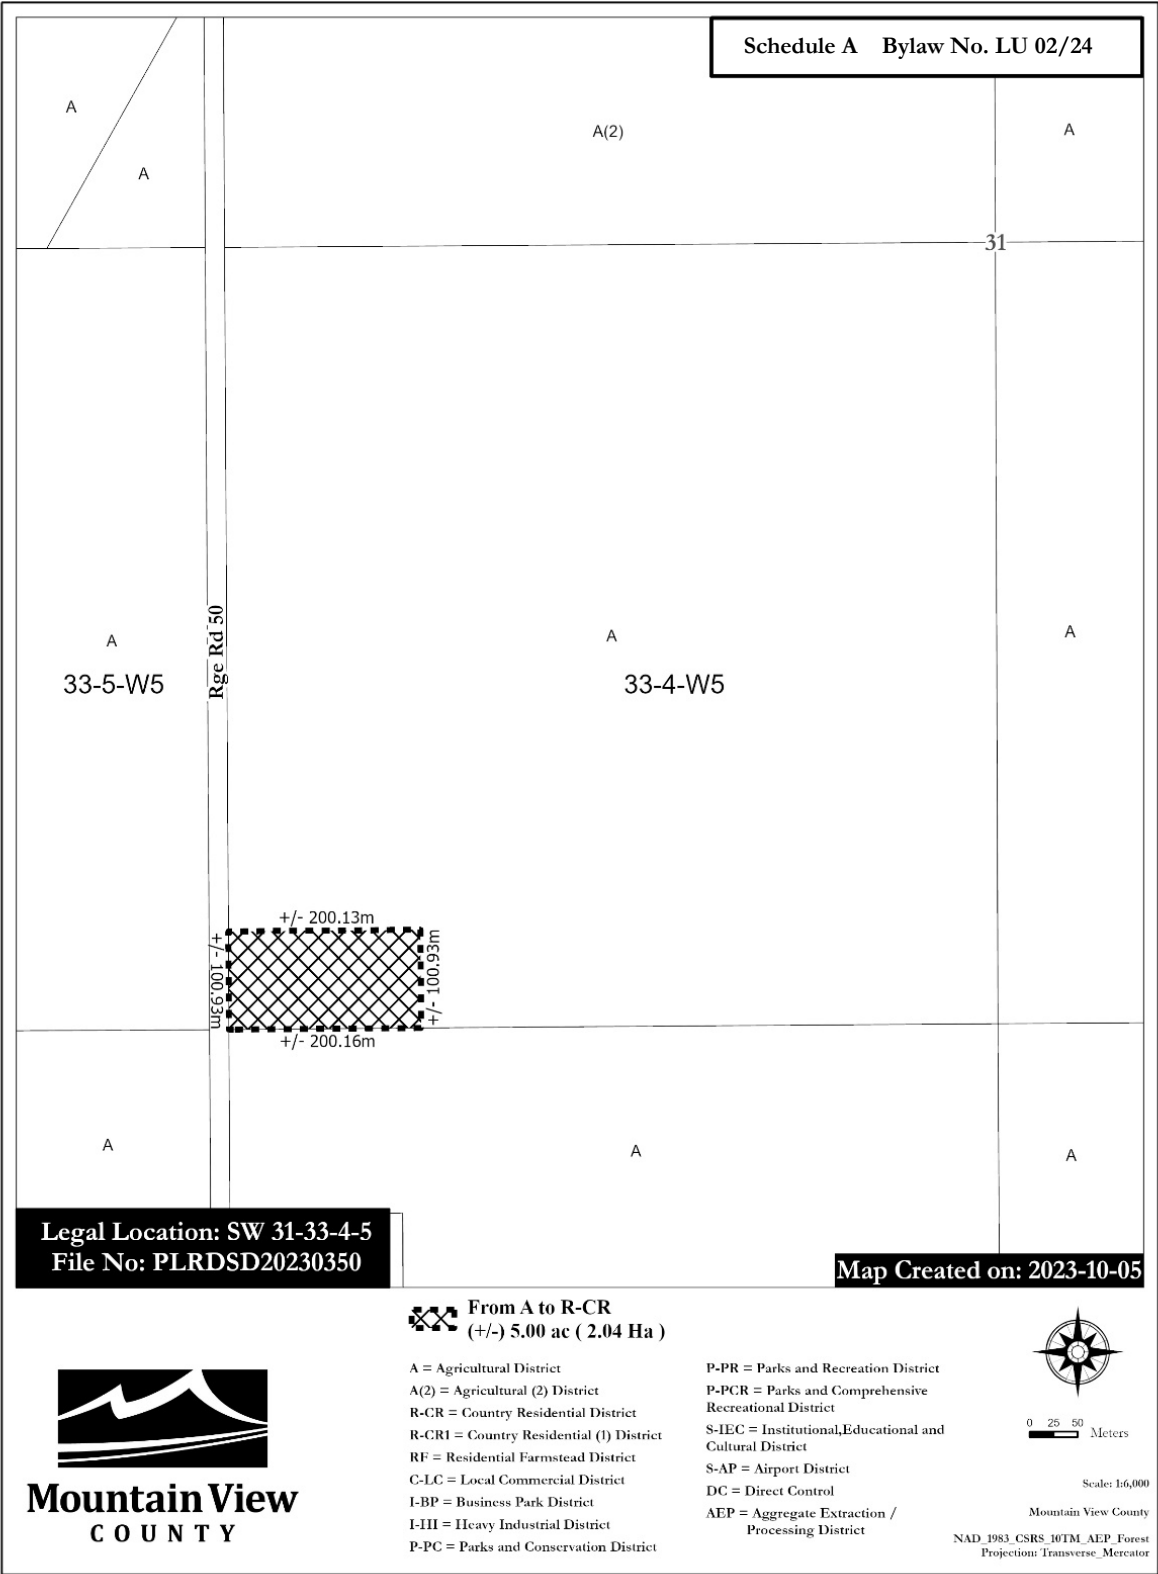 Schedule A    Bylaw No. LU 02/24
A
A(2)
A
A
31
Rge Rd 50
A
A
A
33-5-W5
33-4-W5
+/- 200.13m
+/- 100.93m
+/- 100.93m
+/- 200.16m
A
A
A
Legal Location: SW 31-33-4-5
File No: PLRDSD20230350
Map Created on: 2023-10-05
From A to R-CR
(+/-) 5.00 ac ( 2.04 Ha )
A = Agricultural District
A(2) = Agricultural (2) District
R-CR = Country Residential District
R-CR1 = Country Residential (1) District
RF = Residential Farmstead District
C-LC = Local Commercial District
I-BP = Business Park District
I-HI = Heavy Industrial District
P-PC = Parks and Conservation District
P-PR = Parks and Recreation District
P-PCR = Parks and Comprehensive
Recreational District
S-IEC = Institutional,Educational and
Cultural District
S-AP = Airport District
DC = Direct Control
AEP = Aggregate Extraction /
Processing District
0 25 50
Meters
Scale: 1:6,000
Mountain View County
NAD_1983_CSRS_10TM_AEP_Forest
Projection: Transverse_Mercator
Mountain View
COUNTY